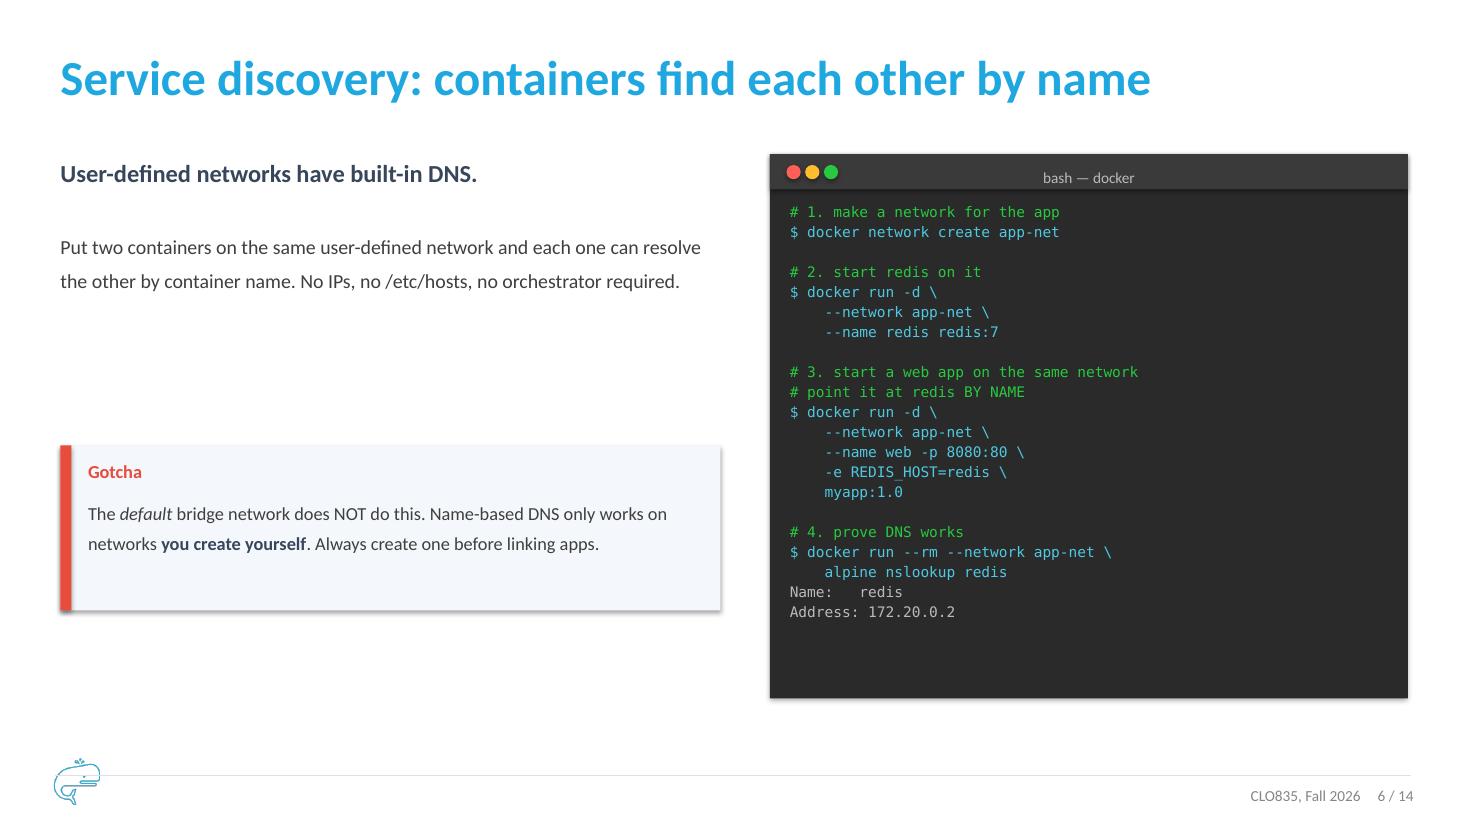 Service discovery: containers find each other by name
User-defined networks have built-in DNS.
Put two containers on the same user-defined network and each one can resolve
the other by container name. No IPs, no /etc/hosts, no orchestrator required.
Gotcha
The default bridge network does NOT do this. Name-based DNS only works on
networks you create yourself. Always create one before linking apps.
bash — docker
# 1. make a network for the app
$ docker network create app-net
# 2. start redis on it
$ docker run -d \
    --network app-net \
    --name redis redis:7
# 3. start a web app on the same network
# point it at redis BY NAME
$ docker run -d \
    --network app-net \
    --name web -p 8080:80 \
    -e REDIS_HOST=redis \
    myapp:1.0
# 4. prove DNS works
$ docker run --rm --network app-net \
    alpine nslookup redis
Name:   redis
Address: 172.20.0.2
CLO835, Fall 2026 6 / 14